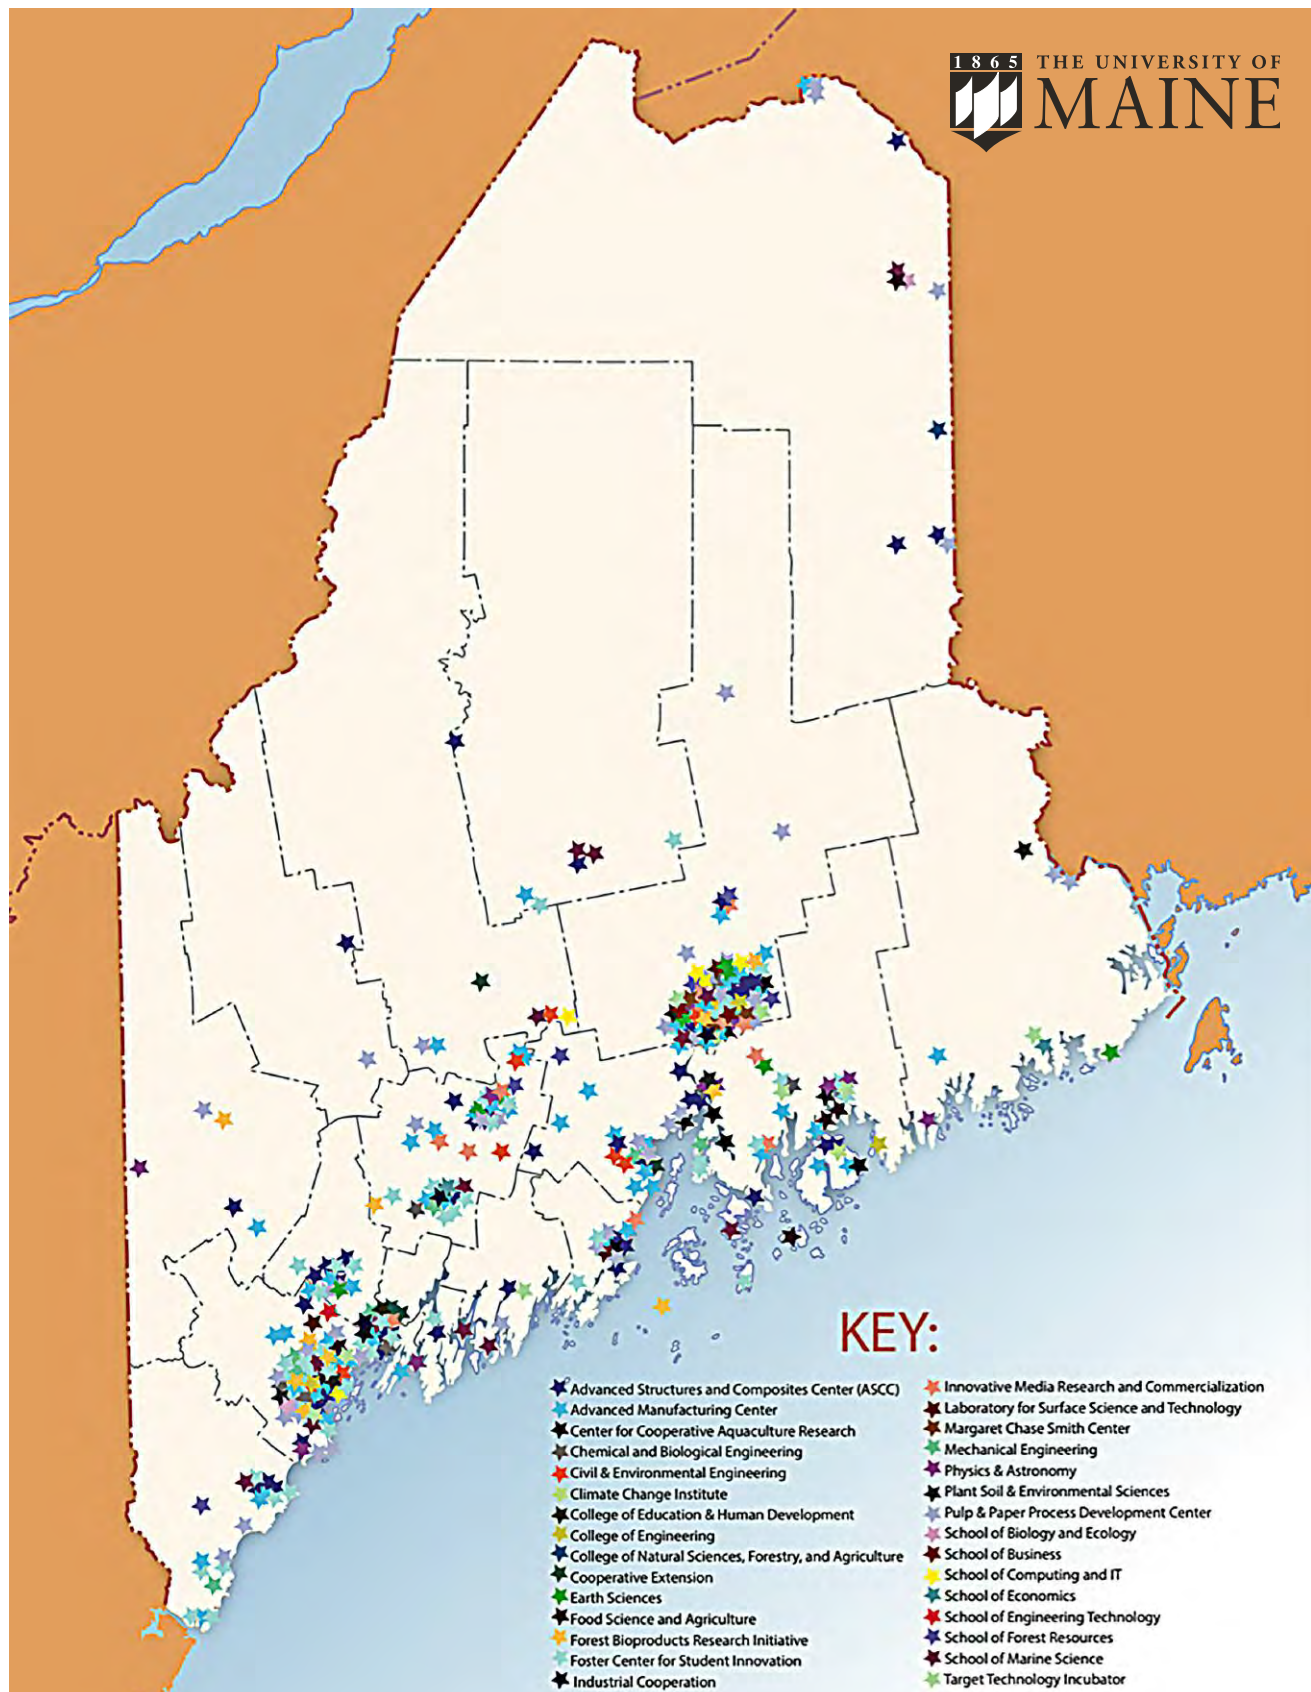 1865
THE UNIVERSITY OF
MAINE
KEY:
Advanced Structures and Composites Center (ASCC)
Advanced Manufacturing Center
Center for Cooperative Aquaculture Research
Chemical and Biological Engineering
Civil & Environmental Engineering
Climate Change Institute
College of Education & Human Development
College of Engineering
College of Natural Sciences, Forestry, and Agriculture
Cooperative Extension
Earth Sciences
Food Science and Agriculture
Forest Bioproducts Research Initiative
Foster Center for Student Innovation
Industrial Cooperation
Innovative Media Research and Commercialization
Laboratory for Surface Science and Technology
Margaret Chase Smith Center
Mechanical Engineering
Physics & Astronomy
Plant Soil & Environmental Sciences
Pulp & Paper Process Development Center
School of Biology and Ecology
School of Business
School of Computing and IT
School of Economics
School of Engineering Technology
School of Forest Resources
School of Marine Science
Target Technology Incubator